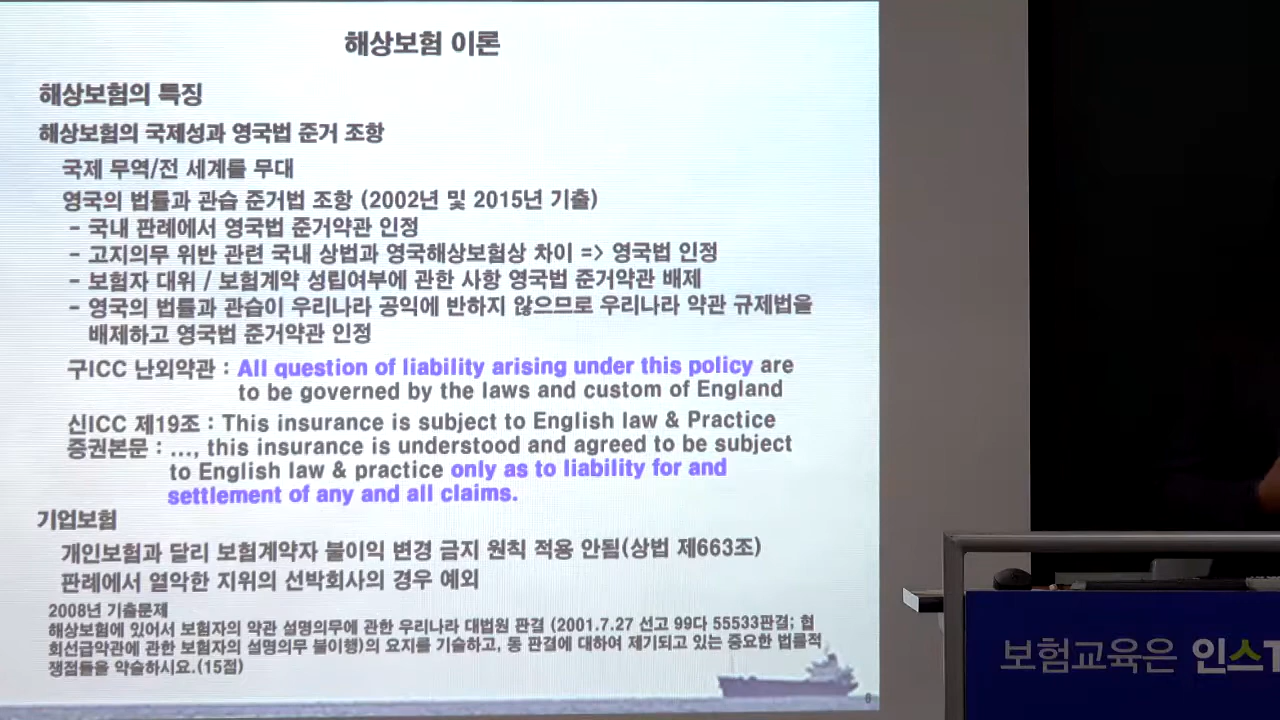 해상보험 이론
해상보험의 특징
해상보험의 국제성과 영국법 준거 조항
국제 무역/전 세계를 무대
영국의 법률과 관습 준거법 조항 (2002년 및 2015년 기출)
- 국내 판례에서 영국법 준거약관 인정
- 고지의무 위반 관련 국내 상법과 영국해상보험상 차이 => 영국법 인정
- 보험자 대위 / 보험계약 성립여부에 관한 사항 영국법 준거약관 배제
- 영국의 법률과 관습이 우리나라 공익에 반하지 않으므로 우리나라 약관 규제법을
배제하고 영국법 준거약관 인정
구ICC 난외약관 : All question of liability arising under this policy are
to be governed by the laws and custom of England
신ICC 제19조 : This insurance is subject to English law & Practice
증권본문 : ..., this insurance is understood and agreed to be subject
to English law & practice only as to liability for and
settlement of any and all claims.
기업보험
개인보험과 달리 보험계약자 불이익 변경 금지 원칙 적용 안됨(상법 제663조)
판례에서 열악한 지위의 선박회사의 경우 예외
2008년 기출문제
해상보험에 있어서 보험자의 약관 설명의무에 관한 우리나라 대법원 판결 (2001.7.27 선고 99다 55533판결; 협
회선급약관에 관한 보험자의 설명의무 불이행)의 요지를 기술하고, 동 판결에 대하여 제기되고 있는 중요한 법률적
쟁점들을 약술하시요.(15점)
6
보험교육은 인스